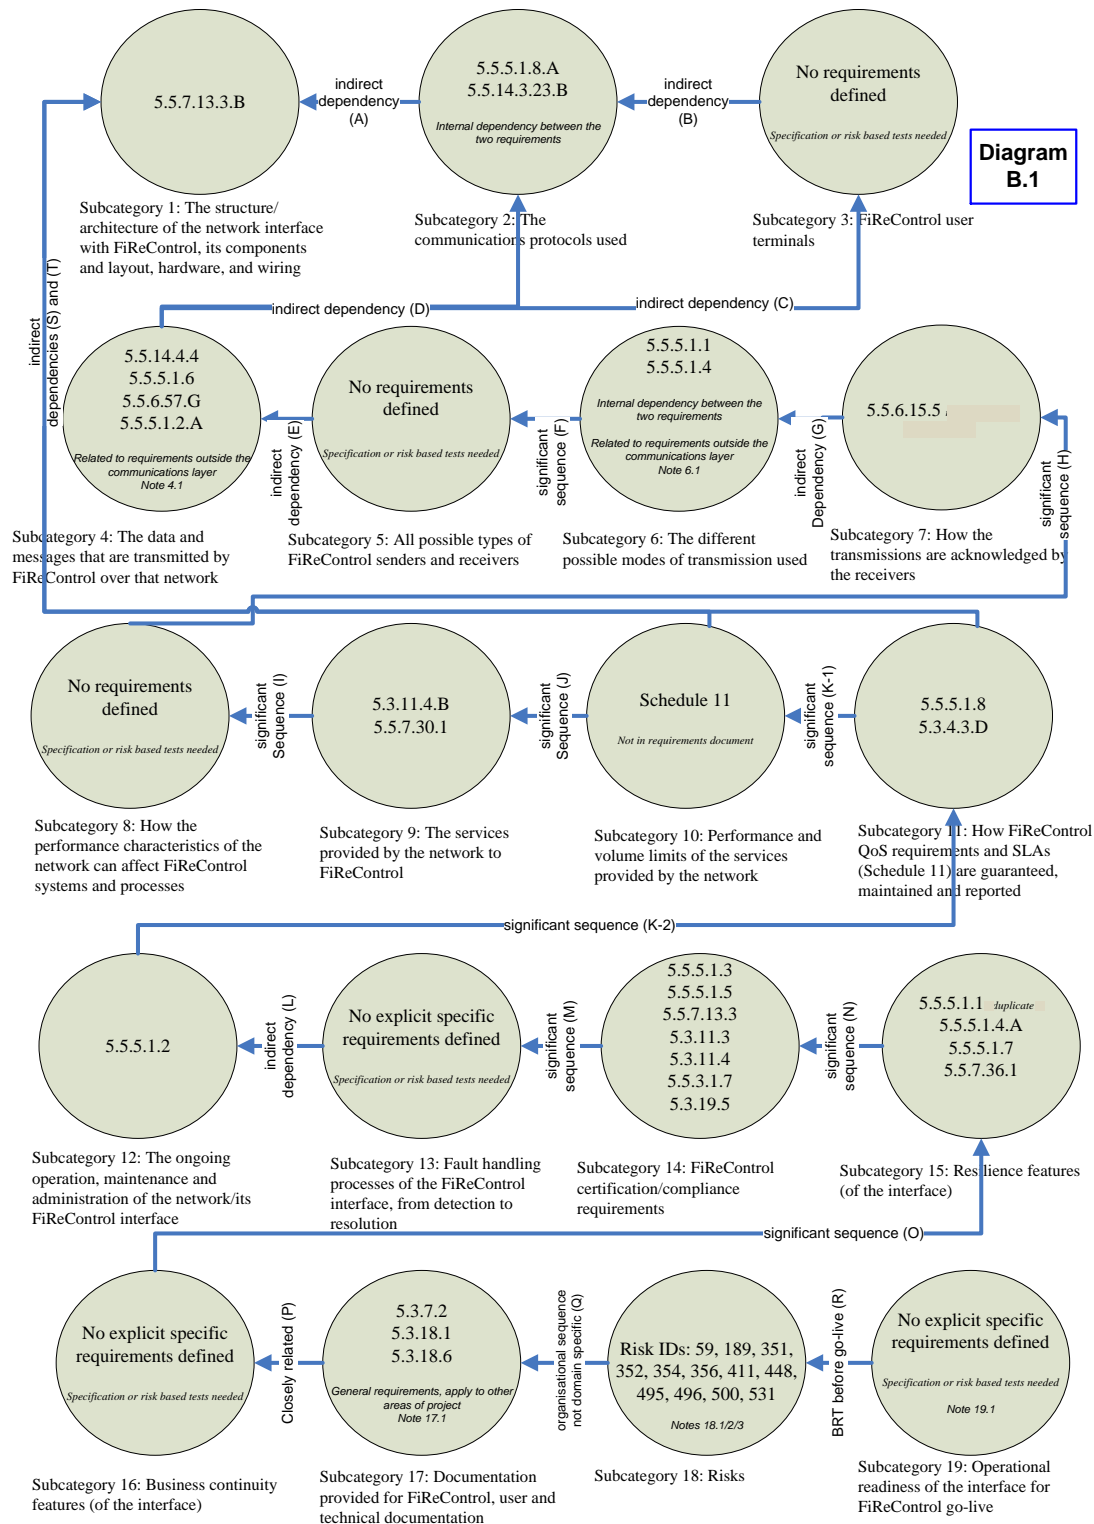 5.5.7.13.3.B
indirect
dependency
(A)
5.5.5.1.8.A
5.5.14.3.23.B
Internal dependency between the
two requirements
indirect
dependency
(B)
No requirements
defined
Specification or risk based tests needed
Diagram
B.1
Subcategory 1: The structure/
architecture of the network interface
with FiReControl, its components
and layout, hardware, and wiring
Subcategory 2: The
communications protocols used
Subcategory 3: FiReControl user
terminals
indirect
dependencies (S) and (T)
indirect dependency (D)
indirect dependency (C)
5.5.14.4.4
5.5.5.1.6
5.5.6.57.G
5.5.5.1.2.A
Related to requirements outside the
communications layer
Note 4.1
indirect
dependency (E)
No requirements
defined
Specification or risk based tests needed
significant
sequence (F)
5.5.5.1.1
5.5.5.1.4
Internal dependency between the
two requirements
Related to requirements outside the
communications layer
Note 6.1
indirect
Dependency (G)
5.5.6.15.5
significant
sequence (H)
Subcategory 4: The data and
messages that are transmitted by
FiReControl over that network
Subcategory 5: All possible types of
FiReControl senders and receivers
Subcategory 6: The different
possible modes of transmission used
Subcategory 7: How the
transmissions are acknowledged by
the receivers
No requirements
defined
Specification or risk based tests needed
significant
Sequence (I)
5.3.11.4.B
5.5.7.30.1
significant
Sequence (J)
Schedule 11
Not in requirements document
significant
sequence (K-1)
5.5.5.1.8
5.3.4.3.D
Subcategory 8: How the
performance characteristics of the
network can affect FiReControl
systems and processes
Subcategory 9: The services
provided by the network to
FiReControl
Subcategory 10: Performance and
volume limits of the services
provided by the network
Subcategory 11: How FiReControl
QoS requirements and SLAs
(Schedule 11) are guaranteed,
maintained and reported
significant sequence (K-2)
5.5.5.1.2
indirect
dependency (L)
No explicit specific
requirements defined
Specification or risk based tests needed
significant
sequence (M)
5.5.5.1.3
5.5.5.1.5
5.5.7.13.3
5.3.11.3
5.3.11.4
5.5.3.1.7
5.3.19.5
significant
sequence (N)
5.5.5.1.1 duplicate
5.5.5.1.4.A
5.5.5.1.7
5.5.7.36.1
Subcategory 12: The ongoing
operation, maintenance and
administration of the network/its
FiReControl interface
Subcategory 13: Fault handling
processes of the FiReControl
interface, from detection to
resolution
Subcategory 14: FiReControl
certification/compliance
requirements
Subcategory 15: Resilience features
(of the interface)
significant sequence (O)
No explicit specific
requirements defined
Specification or risk based tests needed
Closely related (P)
5.3.7.2
5.3.18.1
5.3.18.6
General requirements, apply to other
areas of project
Note 17.1
organisational sequence
not domain specific (Q)
Risk IDs: 59, 189, 351,
352, 354, 356, 411, 448,
495, 496, 500, 531
Notes 18.1/2/3
BRT before go-live (R)
No explicit specific
requirements defined
Specification or risk based tests needed
Note 19.1
Subcategory 16: Business continuity
features (of the interface)
Subcategory 17: Documentation
provided for FiReControl, user and
technical documentation
Subcategory 18: Risks
Subcategory 19: Operational
readiness of the interface for
FiReControl go-live